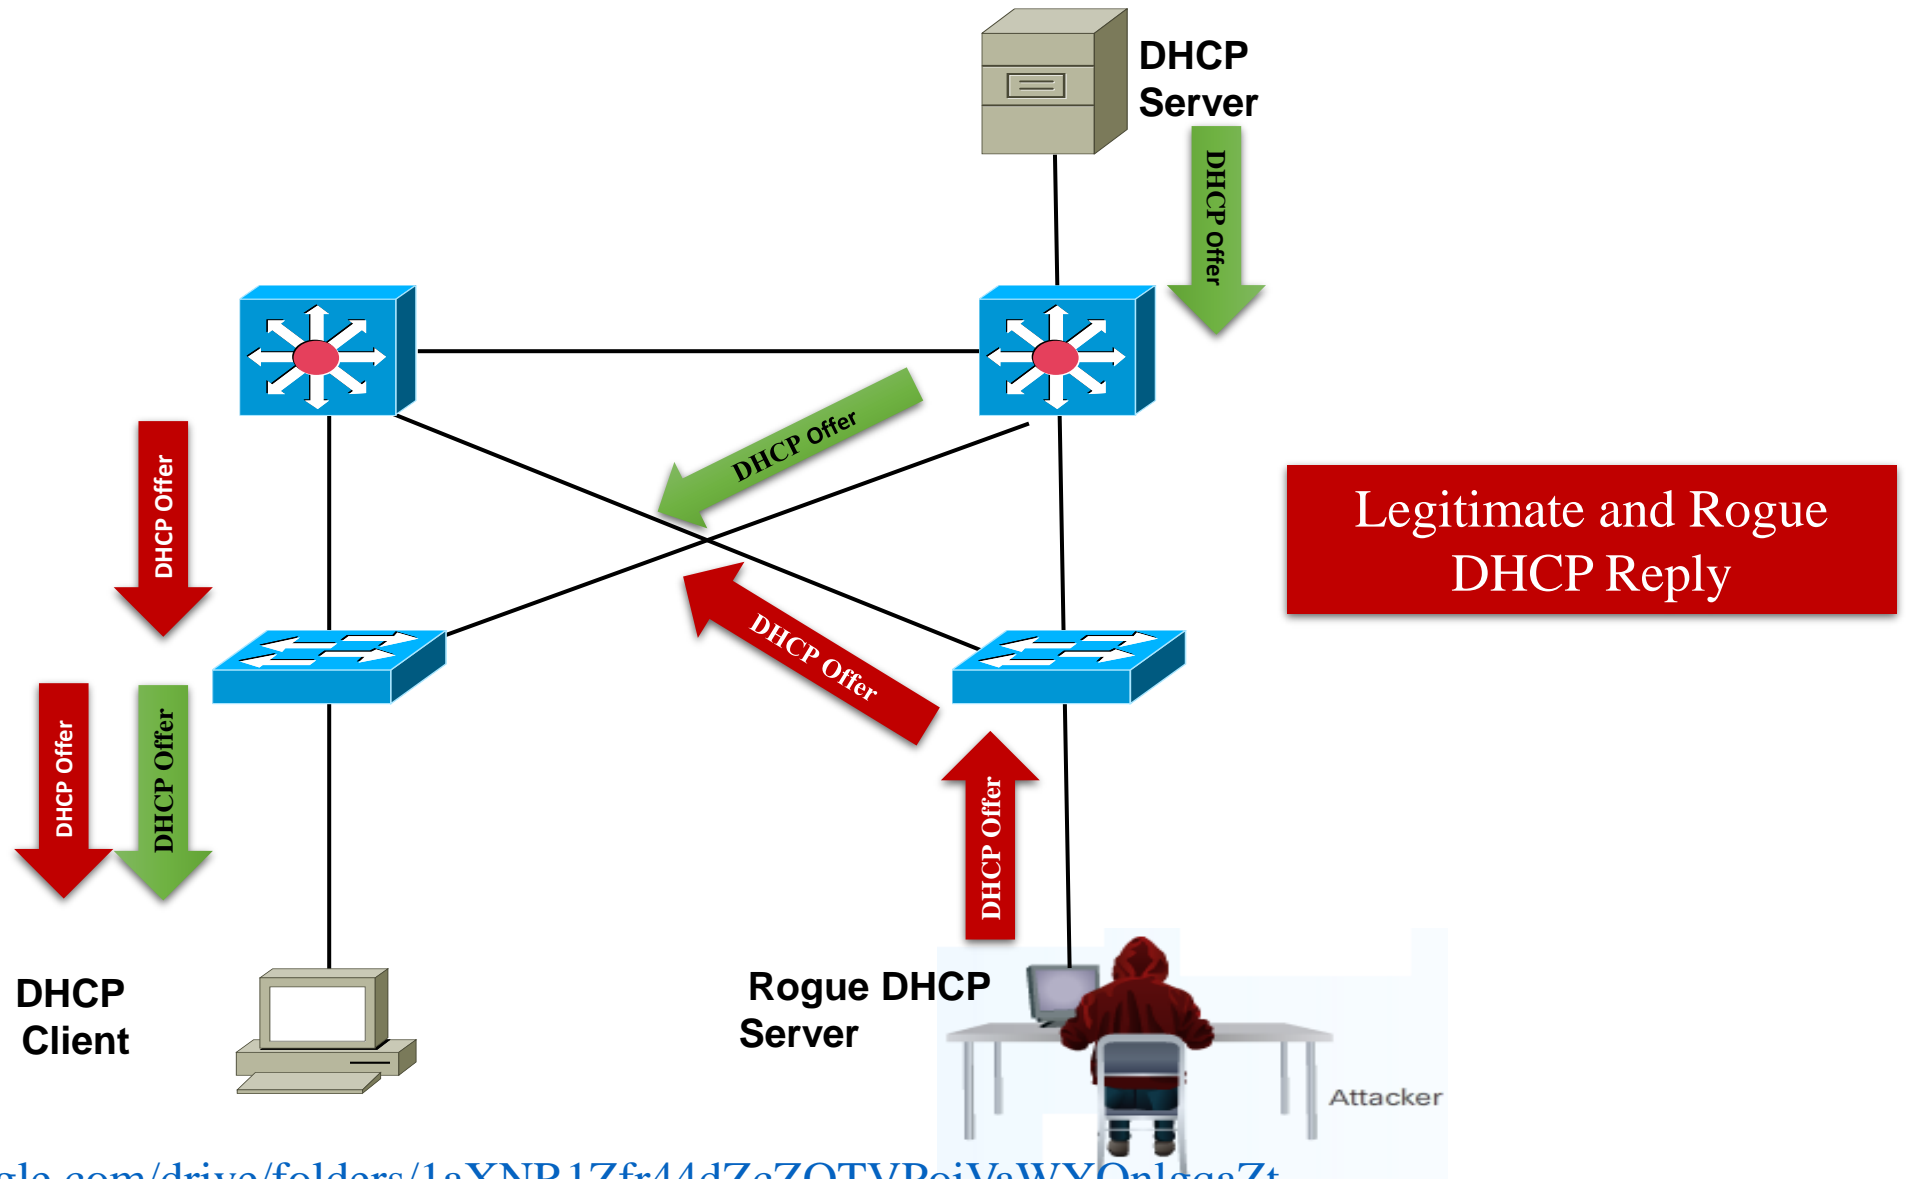 DHCP
Server
DHCP Offer
DHCP Offer
DHCP Offer
Legitimate and Rogue
DHCP Reply
DHCP Offer
DHCP Offer
DHCP Offer
DHCP Offer
DHCP
Client
Rogue DHCP
Server
Attacker